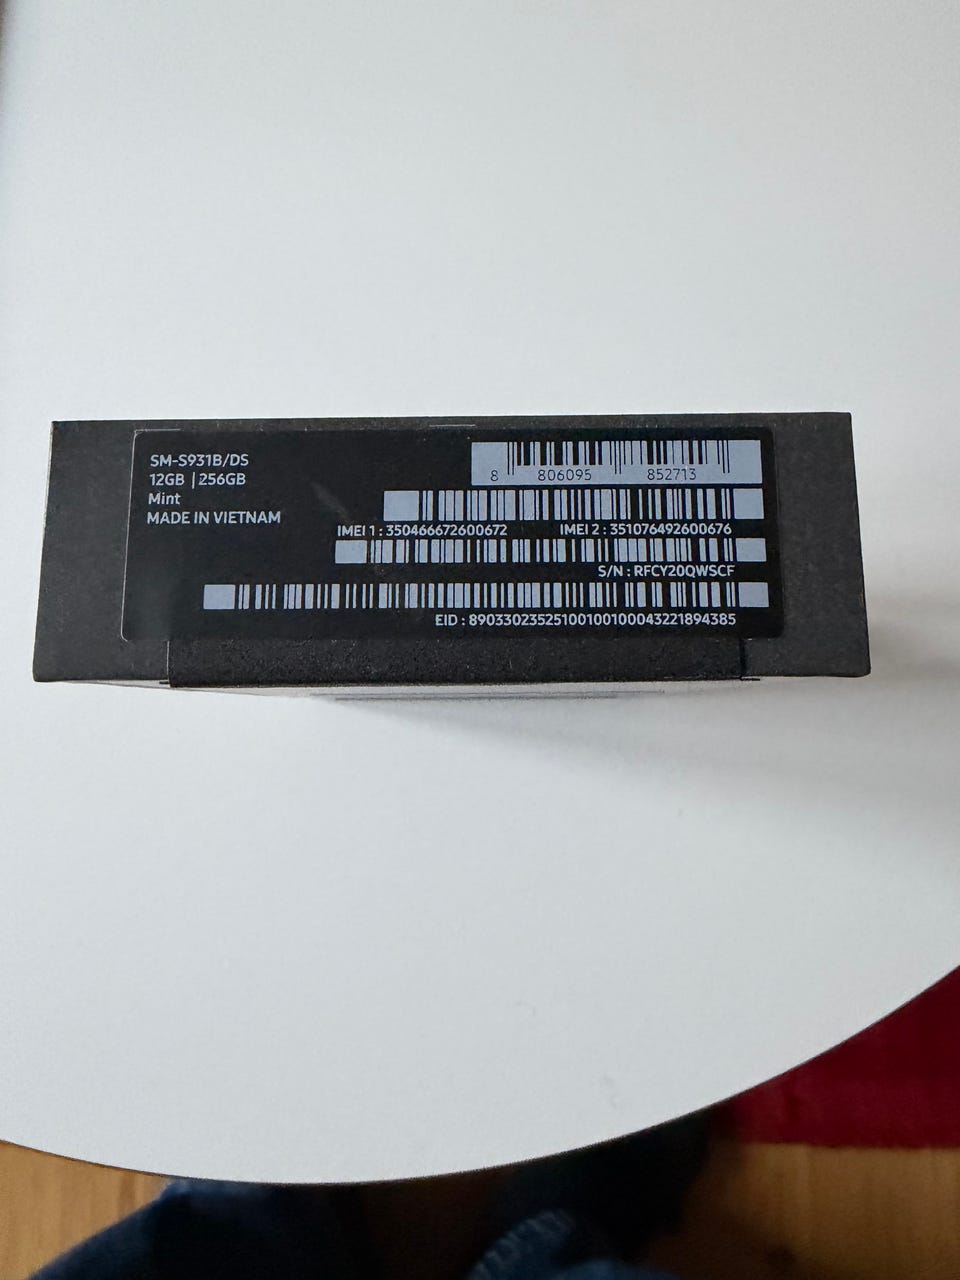 SM-S931B/DS
12GB | 256GB
Mint
MADE IN VIETNAM
8 806095 852713
IMEI 1 : 350466672600672 IMEI 2 : 351076492600676
S/N : RFCY20QWSCF
EID : 89033023525100100100043221894385